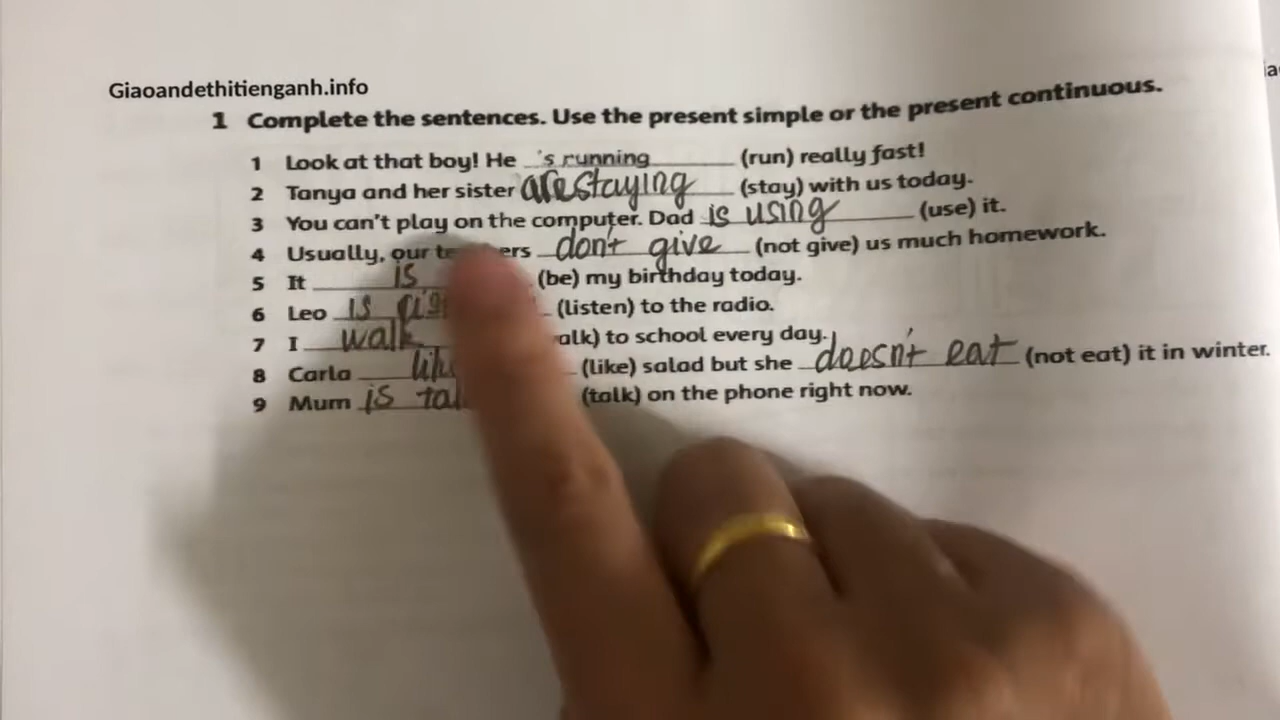 Giaoandethitienganh.info
1 Complete the sentences. Use the present simple or the present continuous.
1 Look at that boy! He 's running (run) really fast!
2 Tanya and her sister are staying (stay) with us today.
3 You can't play on the computer. Dad is using (use) it.
4 Usually, our don't give (not give) us much homework.
5 It is (be) my birthday today.
6 Leo is (listen) to the radio.
7 I walk to school every day.
8 Carla (like) salad but she doesn't eat (not eat) it in winter.
9 Mum is (talk) on the phone right now.